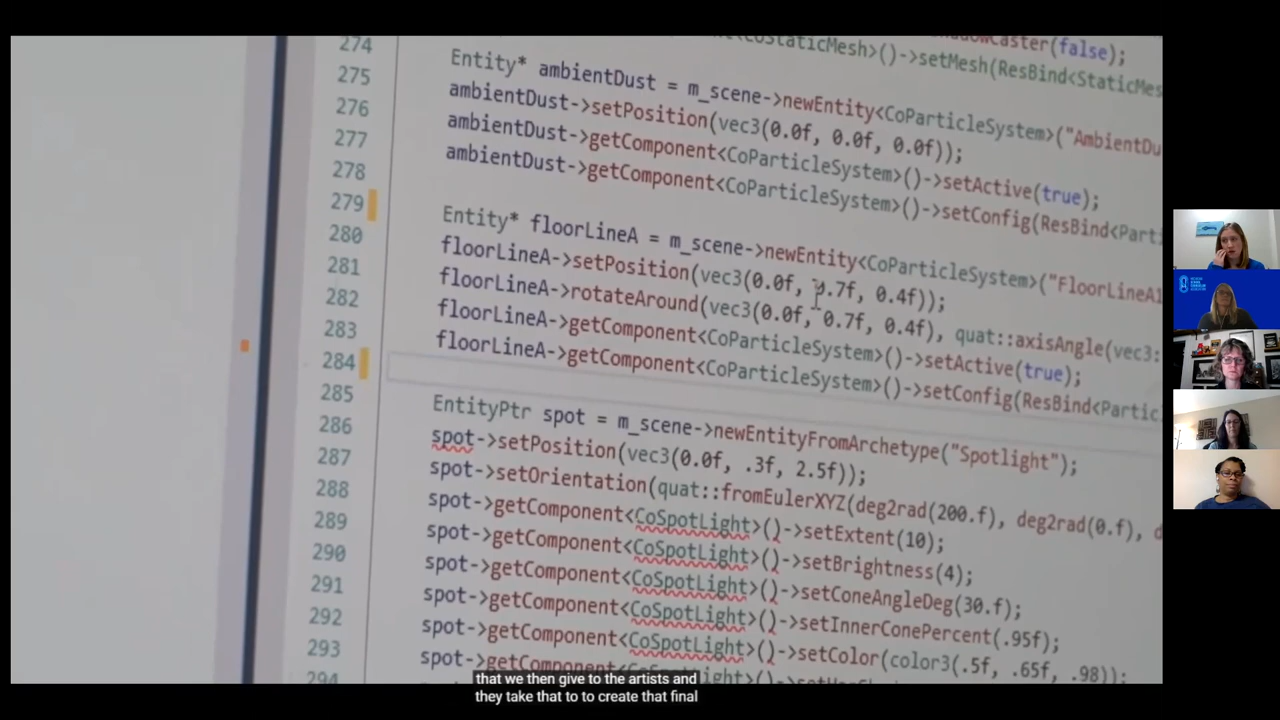 (false);
->setMesh(ResBind<StaticMes
274 Entity* ambientDust = m_scene->newEntity<CoParticleSystem>("AmbientDu
275 ambientDust->setPosition(vec3(0.0f, 0.0f, 0.0f));
276 ambientDust->getComponent<CoParticleSystem>()->setActive(true);
277 ambientDust->getComponent<CoParticleSystem>()->setConfig(ResBind<Parti
278
279 Entity* floorLineA = m_scene->newEntity<CoParticleSystem>("FloorLineA1
280 floorLineA->setPosition(vec3(0.0f, 0.7f, 0.4f));
281 floorLineA->rotateAround(vec3(0.0f, 0.7f, 0.4f), quat::axisAngle(vec3:
282 floorLineA->getComponent<CoParticleSystem>()->setActive(true);
283 floorLineA->getComponent<CoParticleSystem>()->setConfig(ResBind<Partic
284
285 EntityPtr spot = m_scene->newEntityFromArchetype("Spotlight");
286 spot->setPosition(vec3(0.0f, .3f, 2.5f));
287 spot->setOrientation(quat::fromEulerXYZ(deg2rad(200.f), deg2rad(0.f), d
288 spot->getComponent<CoSpotLight>()->setExtent(10);
289 spot->getComponent<CoSpotLight>()->setBrightness(4);
290 spot->getComponent<CoSpotLight>()->setConeAngleDeg(30.f);
291 spot->getComponent<CoSpotLight>()->setInnerConePercent(.95f);
292 spot->getComponent<CoSpotLight>()->setColor(color3(.5f, .65f, .98));
293 spot->getComponent
294
that we then give to the artists and
they take that to to create that final